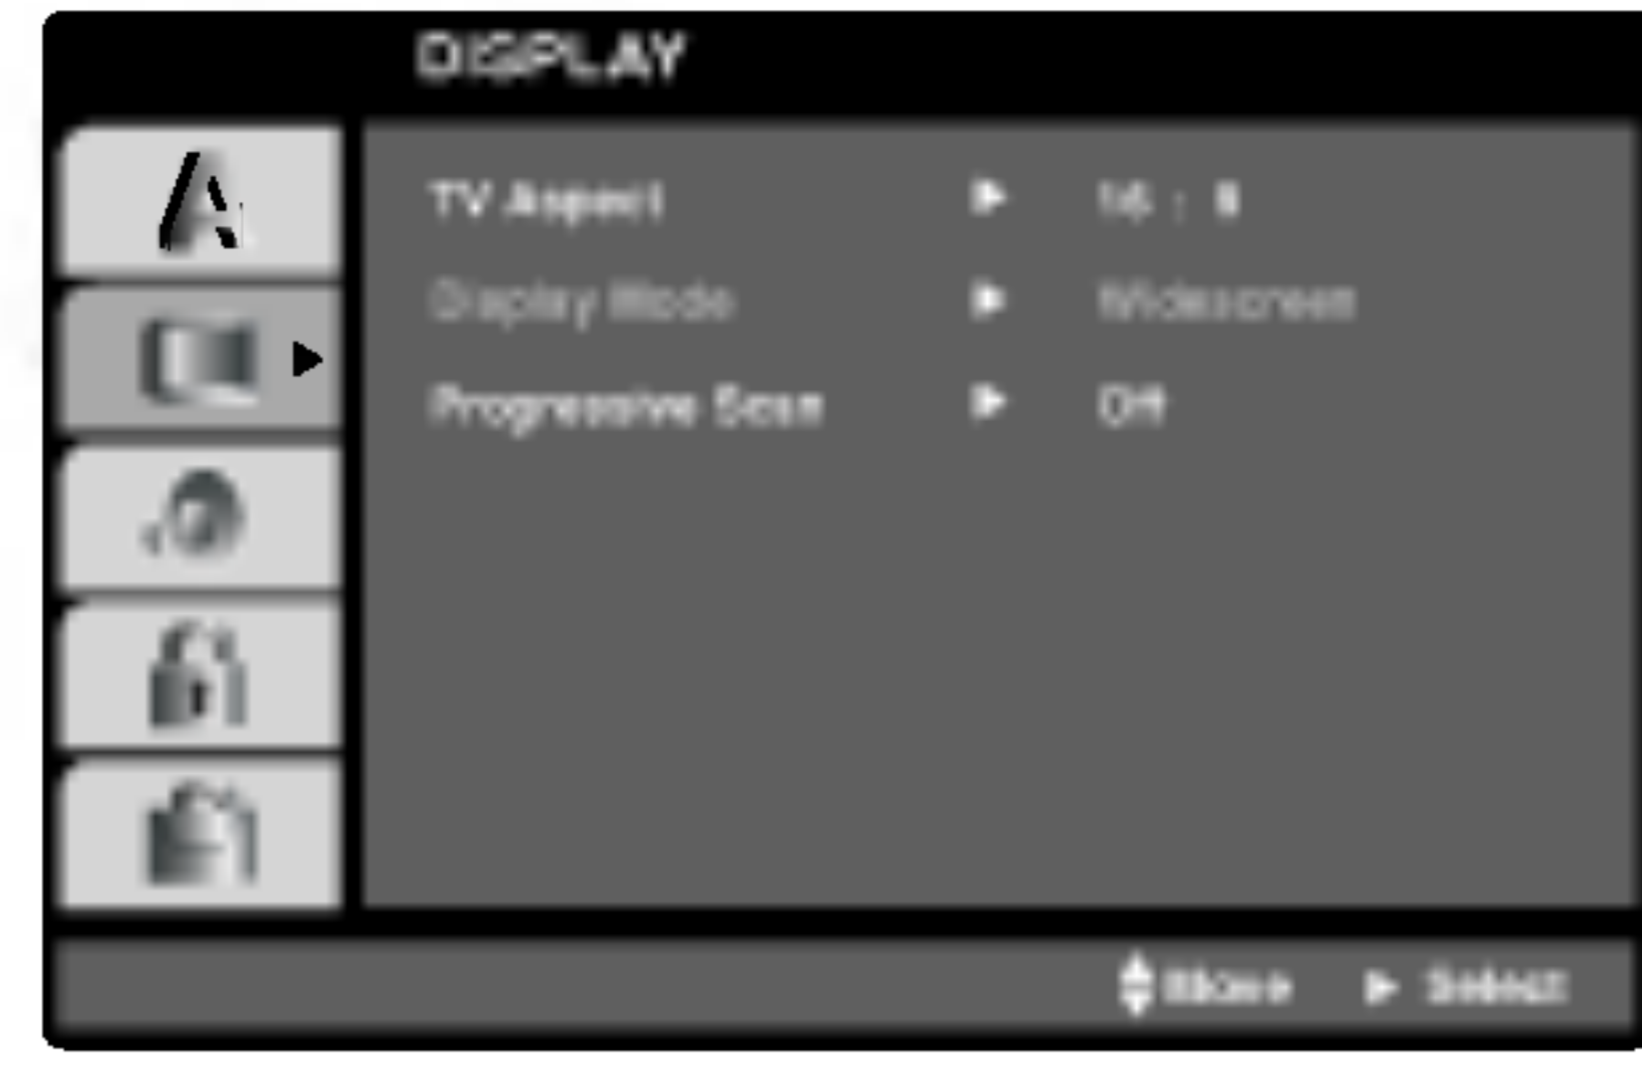 DISPLAY
A
TV Aspect ► 16 : 9
Display Mode ► Widescreen
Progressive Scan ► Off
Move ► Select